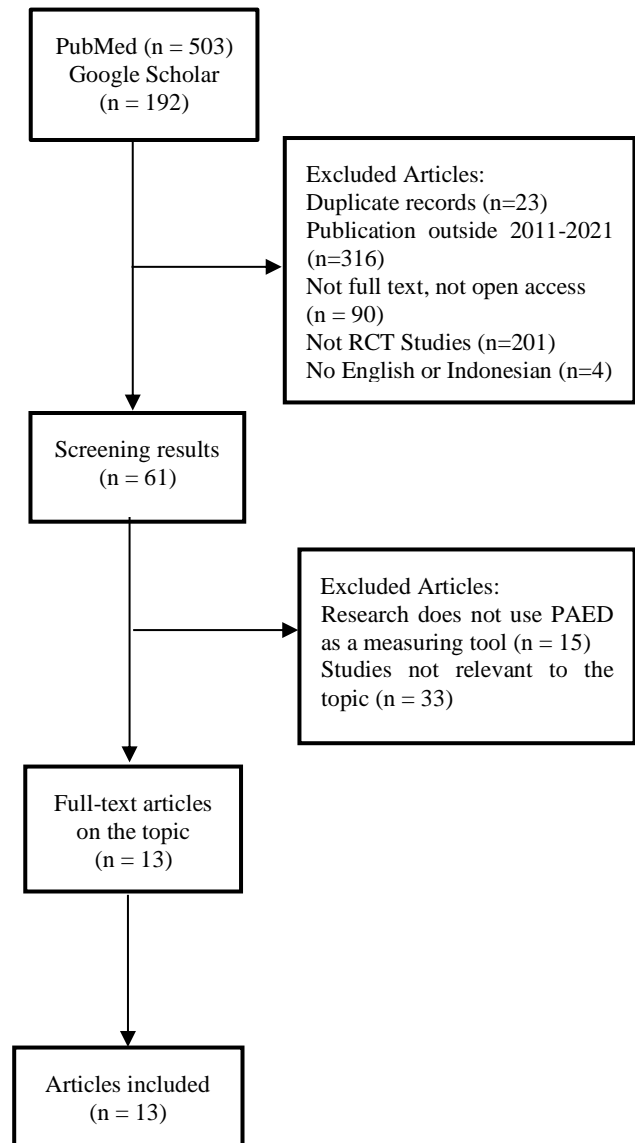 PubMed (n = 503)
Google Scholar
(n = 192)
Excluded Articles:
Duplicate records (n=23)
Publication outside 2011-2021
(n=316)
Not full text, not open access
(n = 90)
Not RCT Studies (n=201)
No English or Indonesian (n=4)
Screening results
(n = 61)
Excluded Articles:
Research does not use PAED
as a measuring tool (n = 15)
Studies not relevant to the
topic (n = 33)
Full-text articles
on the topic
(n = 13)
Articles included
(n = 13)